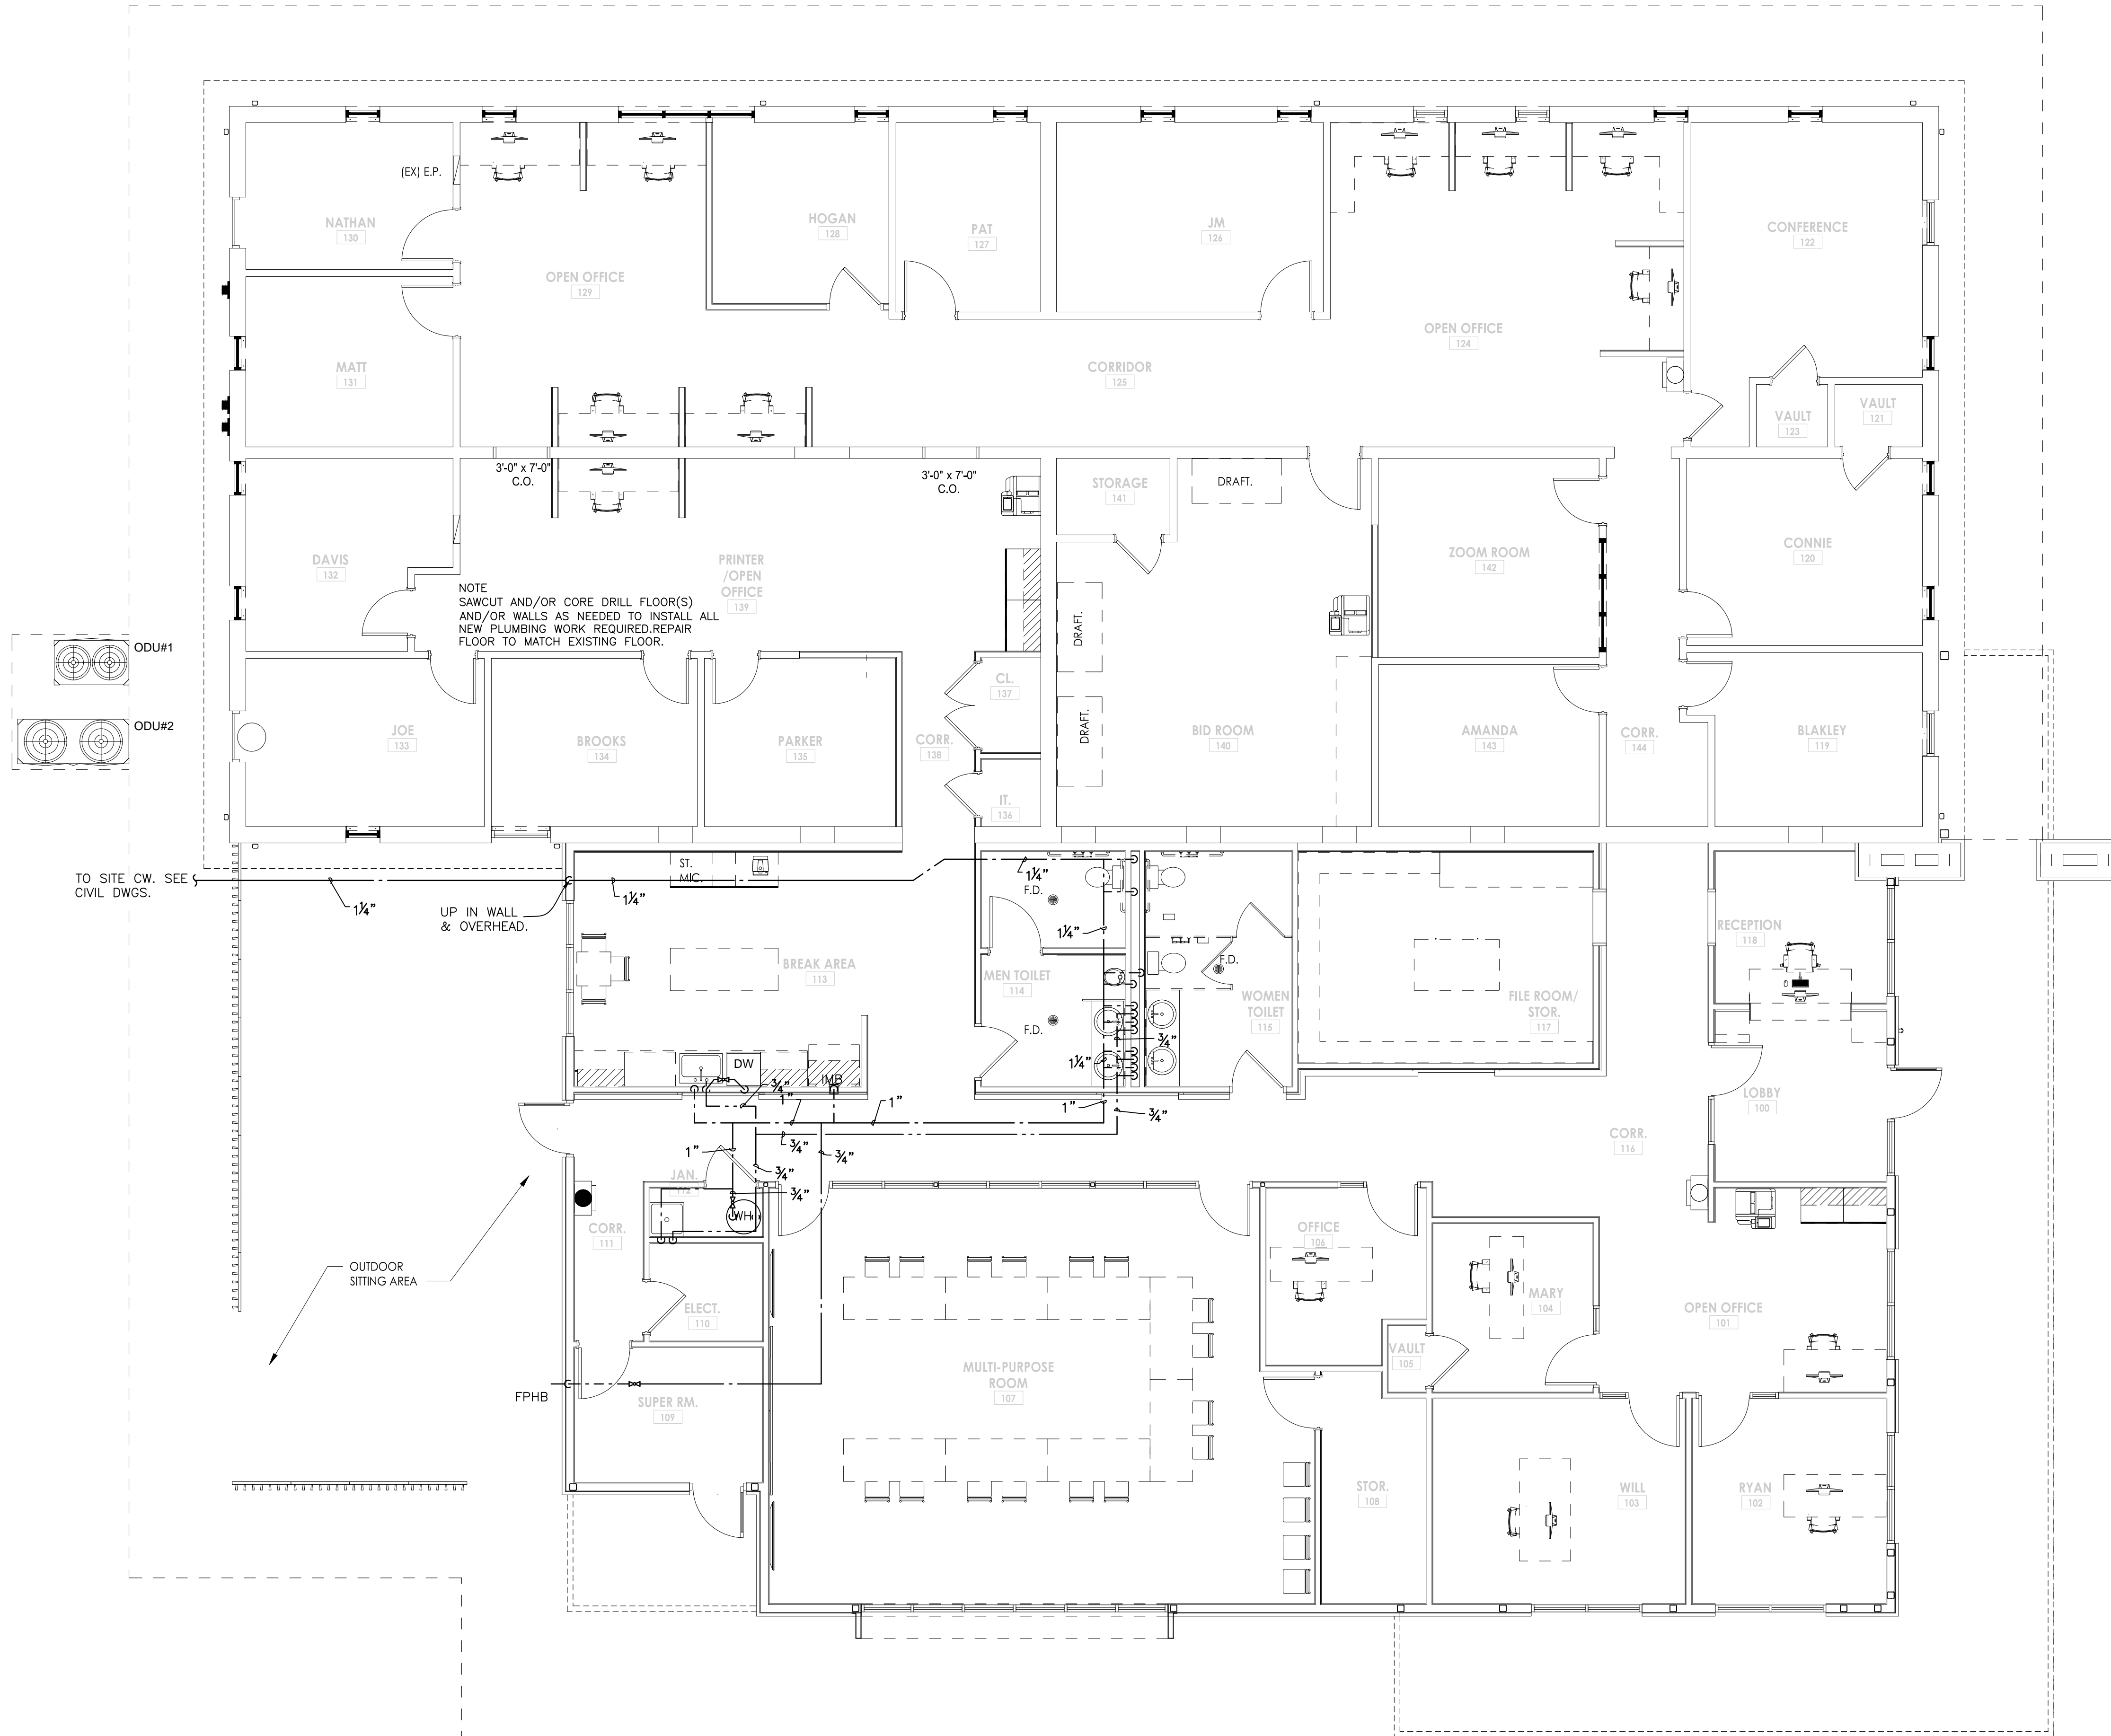 (EX) E.P.
NATHAN
130
HOGAN
128
PAT
127
JM
126
CONFERENCE
122
OPEN OFFICE
129
OPEN OFFICE
124
MATT
131
CORRIDOR
125
VAULT
123
VAULT
121
3'-0" x 7'-0"
C.O.
3'-0" x 7'-0"
C.O.
STORAGE
141
DRAFT.
DAVIS
132
PRINTER
/OPEN
OFFICE
139
ZOOM ROOM
142
CONNIE
120
NOTE
SAWCUT AND/OR CORE DRILL FLOOR(S)
AND/OR WALLS AS NEEDED TO INSTALL ALL
NEW PLUMBING WORK REQUIRED.REPAIR
FLOOR TO MATCH EXISTING FLOOR.
DRAFT.
ODU#1
CL.
137
DRAFT.
ODU#2
JOE
133
BROOKS
134
PARKER
135
CORR.
138
BID ROOM
140
AMANDA
143
CORR.
144
BLAKLEY
119
IT.
136
TO SITE CW. SEE
CIVIL DWGS.
1¼"
UP IN WALL
& OVERHEAD.
1¼"
ST.
MIC.
1¼"
F.D.
1¼"
RECEPTION
118
BREAK AREA
113
MEN TOILET
114
F.D.
F.D.
WOMEN
TOILET
115
FILE ROOM/
STOR.
117
¾"
1¼"
DW
¾"
IMB
1"
1"
1"
¾"
LOBBY
100
CORR.
116
1"
¾"
¾"
¾"
¾"
JAN.
112
WH
CORR.
111
OFFICE
106
OUTDOOR
SITTING AREA
ELECT.
110
MARY
104
OPEN OFFICE
101
VAULT
105
MULTI-PURPOSE
ROOM
107
FPHB
SUPER RM.
109
STOR.
108
WILL
103
RYAN
102